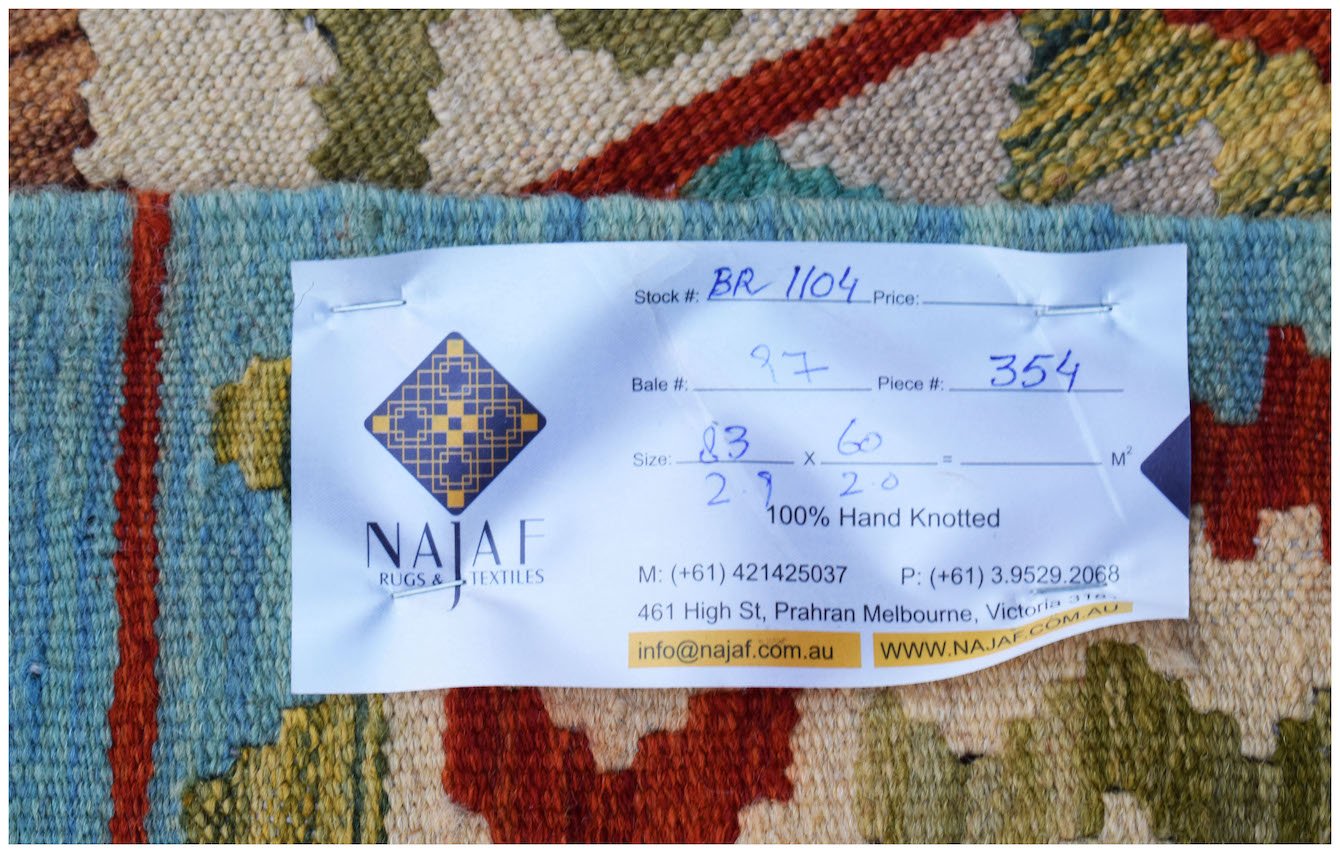 Stock #: BR 1104 Price:
Bale #: Piece #: 354
Size: 83 X 60 = M²
2.9 2.0
100% Hand Knotted
NAJAF
RUGS & TEXTILES
M: (+61) 421425037 P: (+61) 3.9529.2068
461 High St, Prahran Melbourne, Victoria
info@najaf.com.au WWW.NAJAF.COM.AU